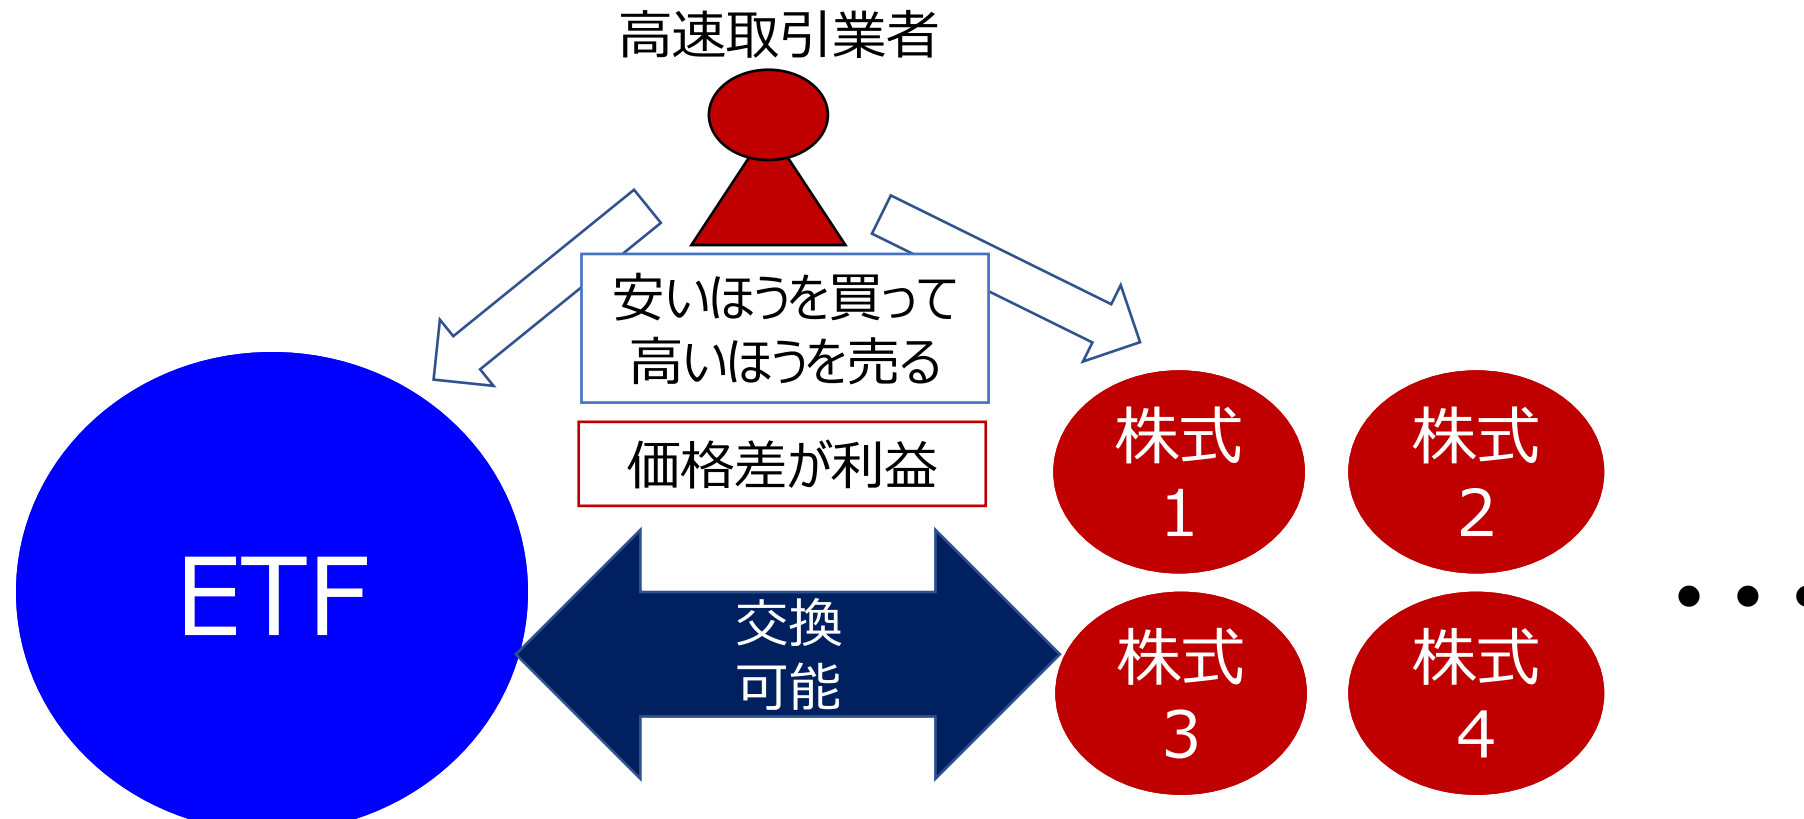 高速取引業者
安いほうを買って
高いほうを売る
価格差が利益
ETF
交換
可能
株式
1
株式
2
株式
3
株式
4
・・・